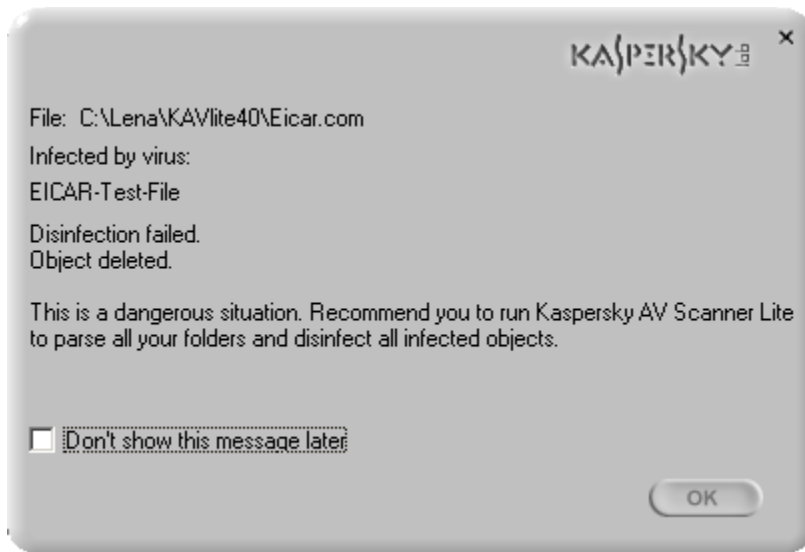 KASPERSKY lab
File: C:\Lena\KAVlite40\Eicar.com
Infected by virus:
EICAR-Test-File
Disinfection failed.
Object deleted.
This is a dangerous situation. Recommend you to run Kaspersky AV Scanner Lite
to parse all your folders and disinfect all infected objects.
Don't show this message later
OK